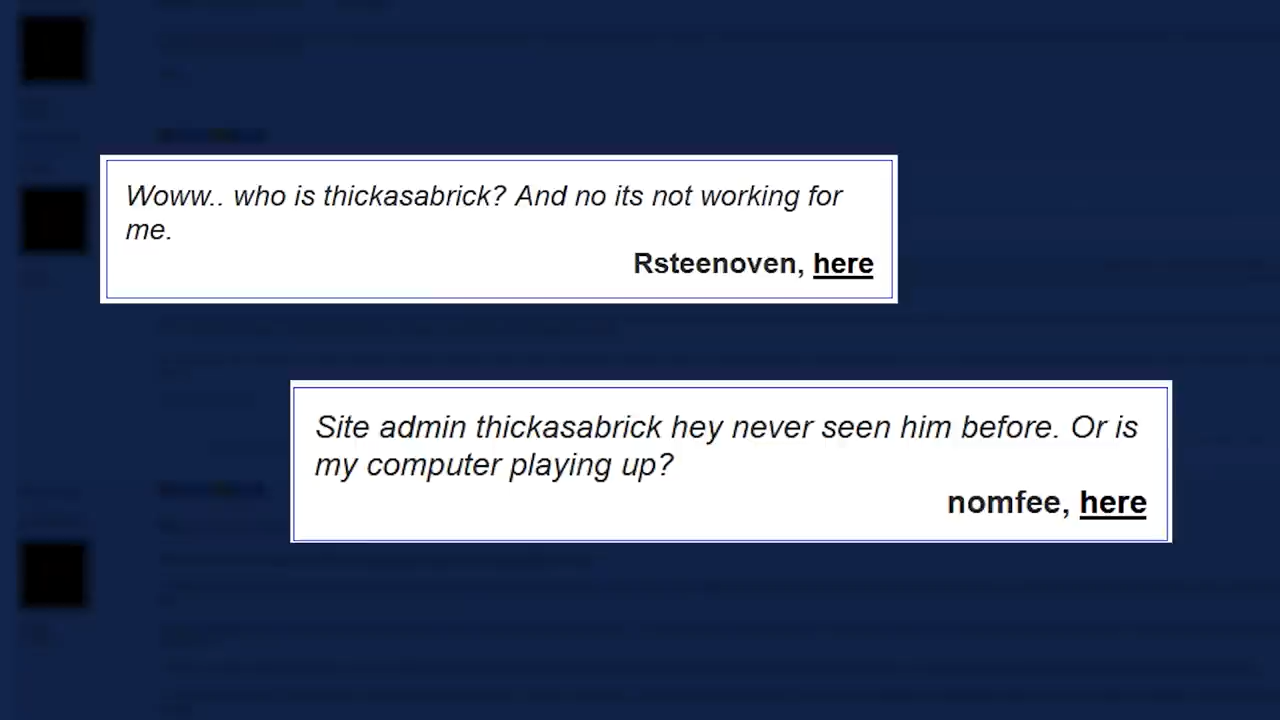 Woww.. who is thickasabrick? And no its not working for
me.
Rsteenoven, here
Site admin thickasabrick hey never seen him before. Or is
my computer playing up?
nomfee, here